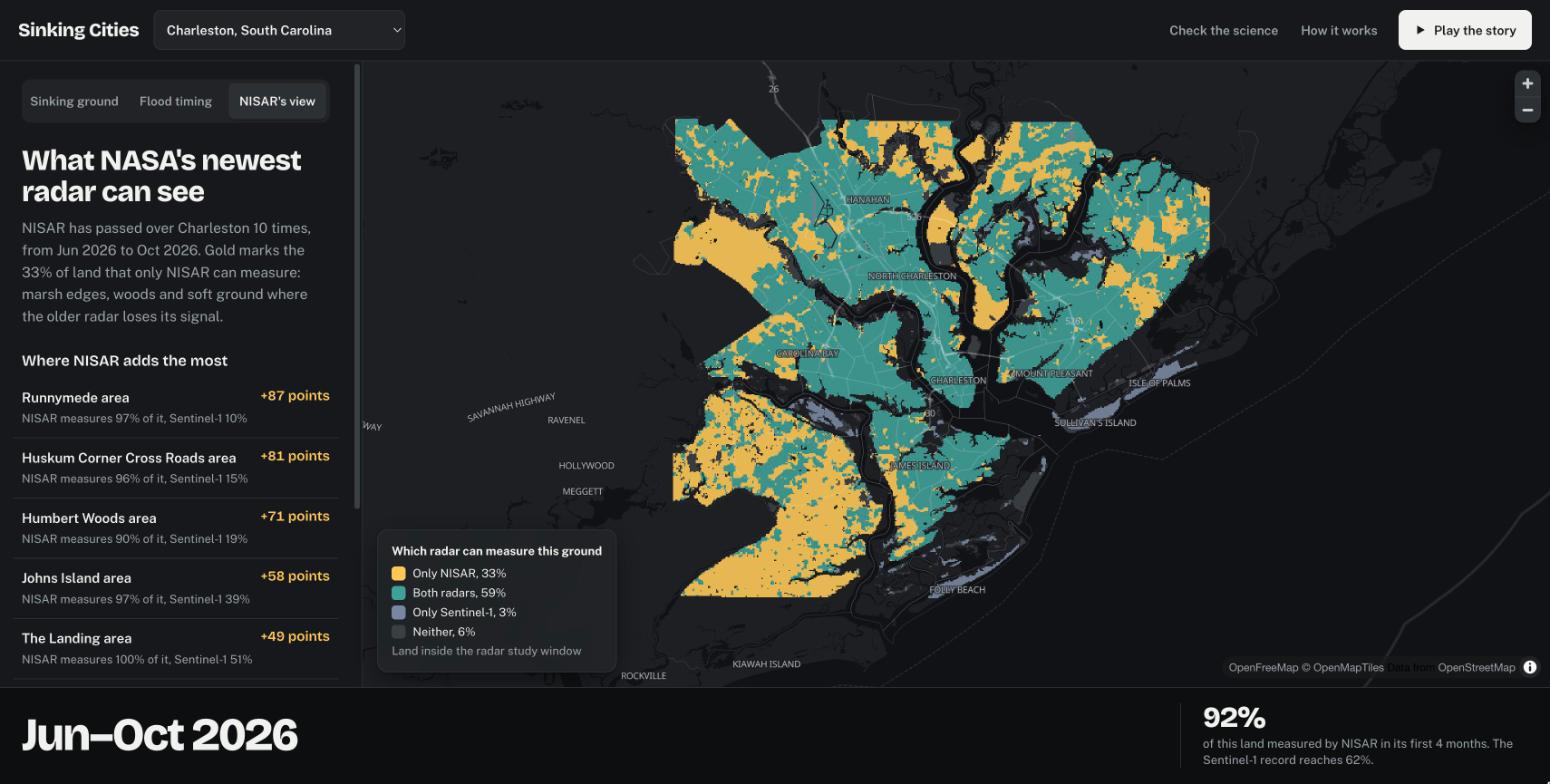 Sinking Cities
Charleston, South Carolina
Check the science
How it works
Play the story
Sinking ground
Flood timing
NISAR's view
What NASA's newest
radar can see
NISAR has passed over Charleston 10 times,
from Jun 2026 to Oct 2026. Gold marks the
33% of land that only NISAR can measure:
marsh edges, woods and soft ground where
the older radar loses its signal.
Where NISAR adds the most
Runnymede area
+87 points
NISAR measures 97% of it, Sentinel-1 10%
Huskum Corner Cross Roads area
+81 points
NISAR measures 96% of it, Sentinel-1 15%
Humbert Woods area
+71 points
NISAR measures 90% of it, Sentinel-1 19%
Johns Island area
+58 points
NISAR measures 97% of it, Sentinel-1 39%
The Landing area
+49 points
NISAR measures 100% of it, Sentinel-1 51%
26
HANAHAN
526
NORTH CHARLESTON
526
CAROLINA BAY
CHARLESTON
MOUNT PLEASANT
ISLE OF PALMS
SULLIVAN'S ISLAND
30
SAVANNAH HIGHWAY
WAY
RAVENEL
HOLLYWOOD
MEGGETT
JAMES ISLAND
FOLLY BEACH
KIAWAH ISLAND
ROCKVILLE
Which radar can measure this ground
Only NISAR, 33%
Both radars, 59%
Only Sentinel-1, 3%
Neither, 6%
Land inside the radar study window
OpenFreeMap © OpenMapTiles Data from OpenStreetMap
Jun–Oct 2026
92%
of this land measured by NISAR in its first 4 months. The
Sentinel-1 record reaches 62%.